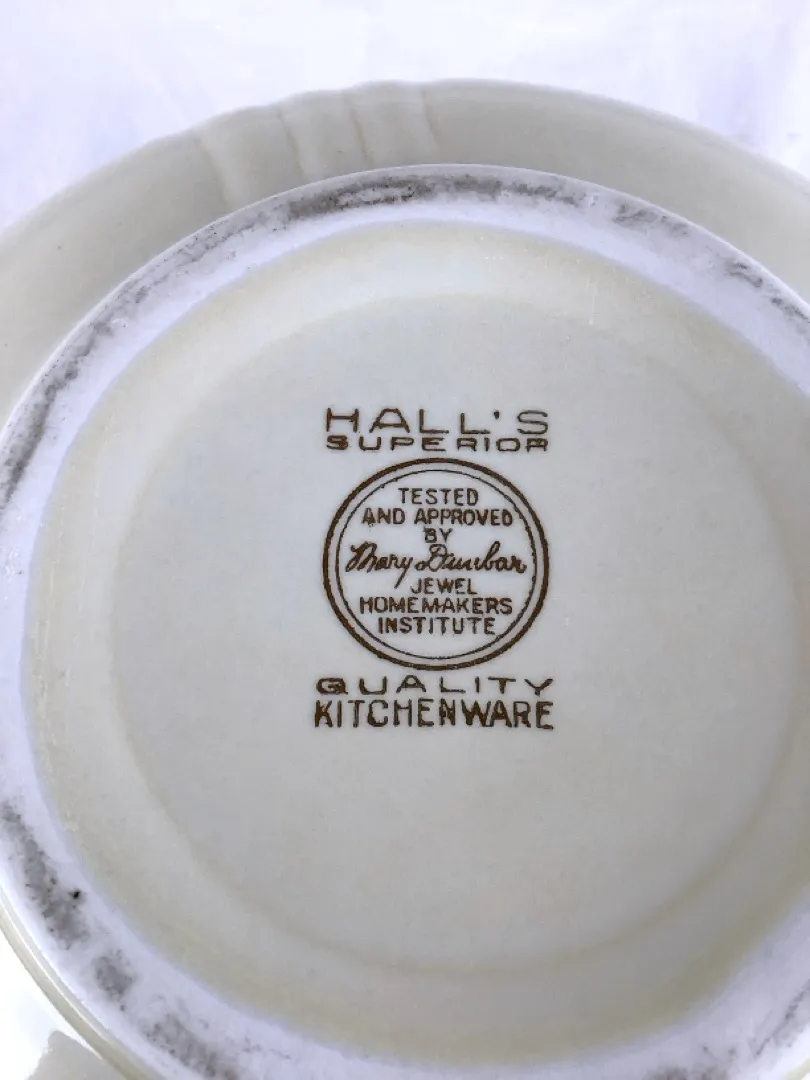 HALL'S
SUPERIOR
TESTED
AND APPROVED
BY
Mary Dunbar
JEWEL
HOMEMAKERS
INSTITUTE
QUALITY
KITCHENWARE